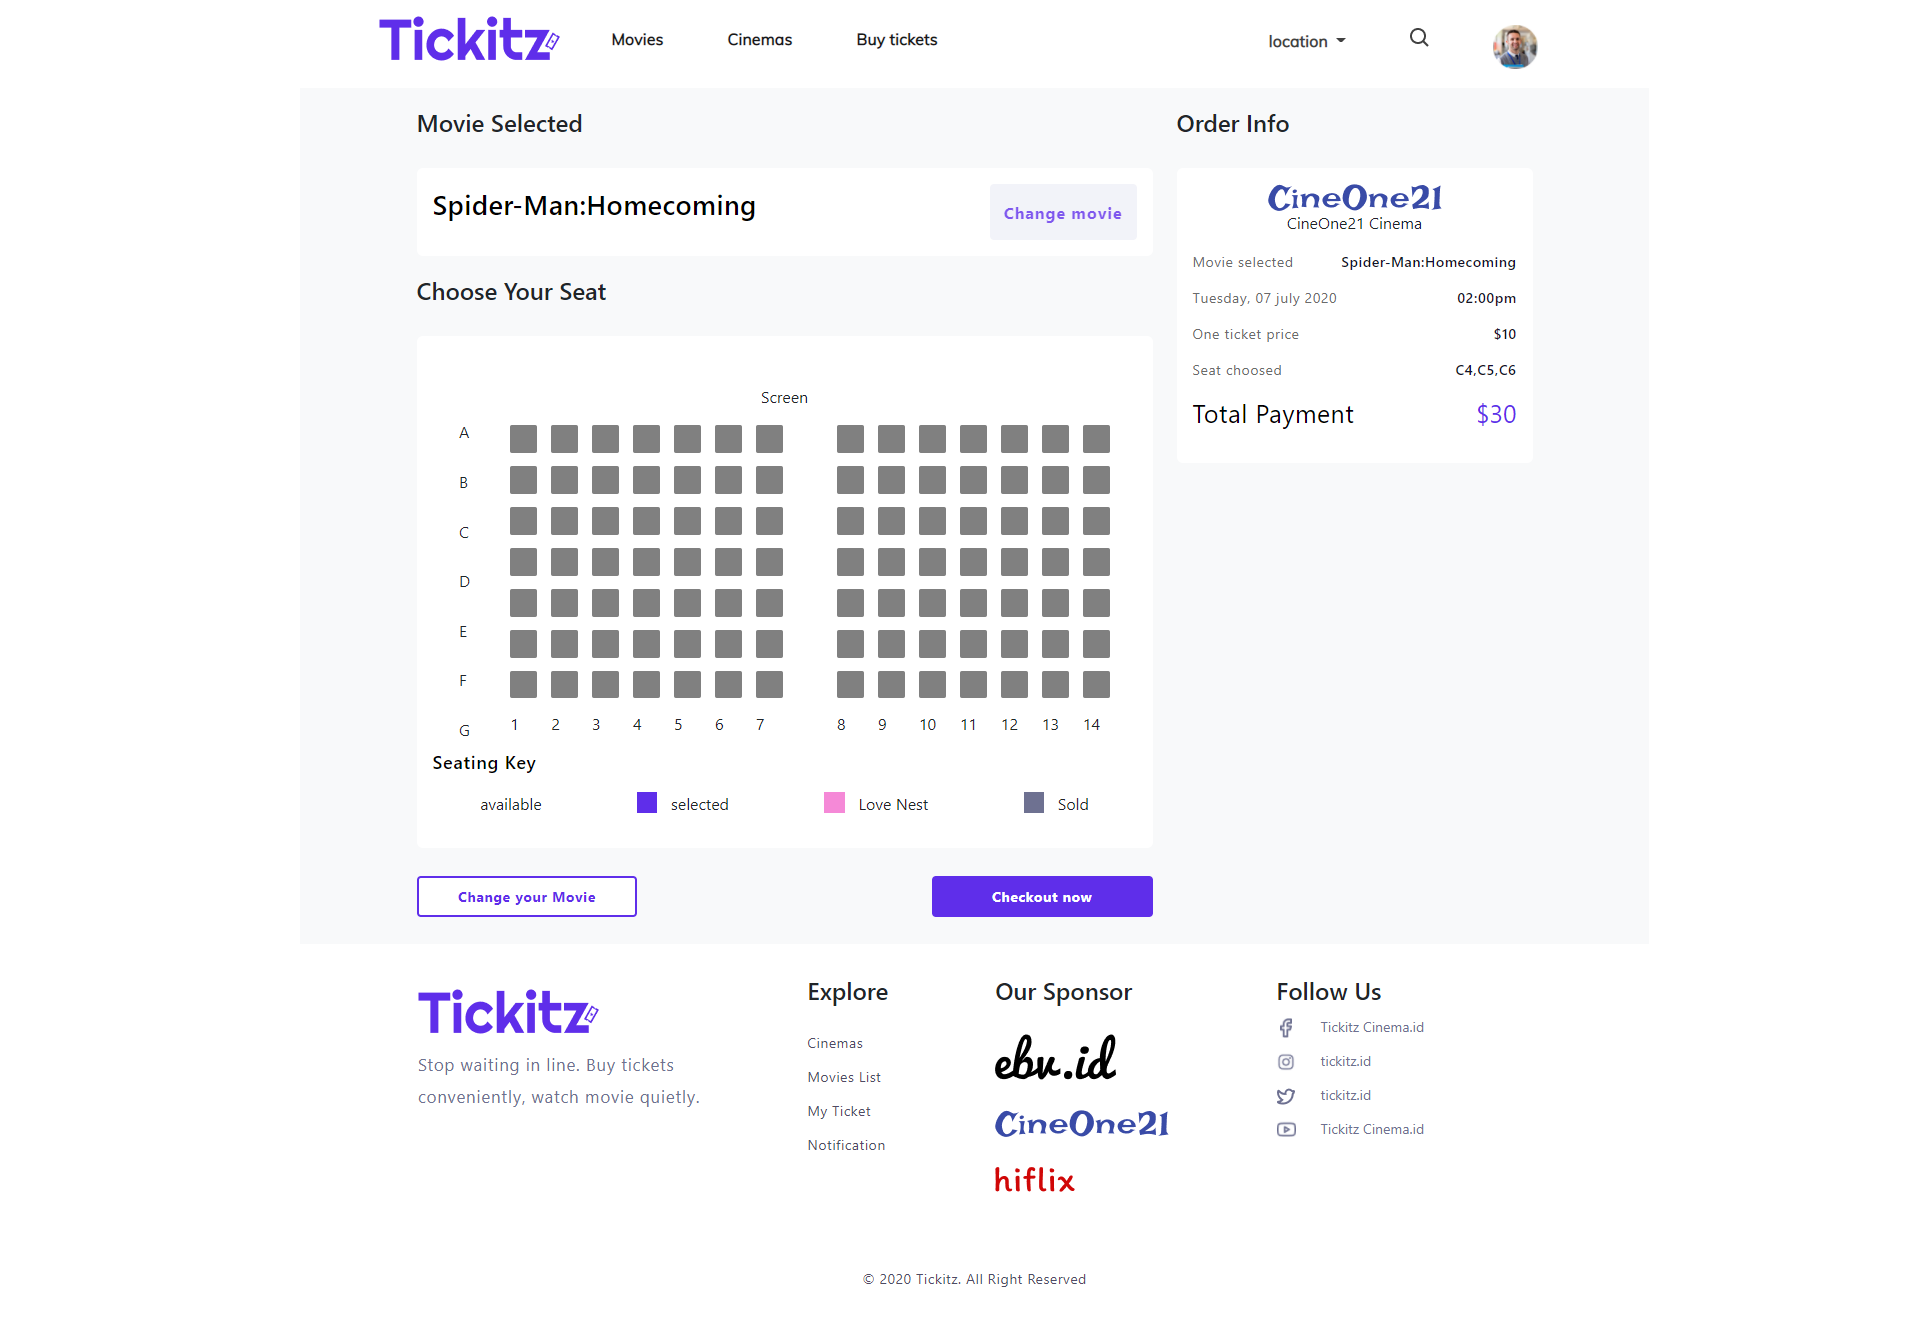 Tickitz
Movies
Cinemas
Buy tickets
location
Movie Selected
Spider-Man:Homecoming
Change movie
Choose Your Seat
Screen
A
B
C
D
E
F
G
1 2 3 4 5 6 7 8 9 10 11 12 13 14
Seating Key
available
selected
Love Nest
Sold
Change your Movie
Checkout now
Order Info
CineOne21
CineOne21 Cinema
Movie selected Spider-Man:Homecoming
Tuesday, 07 july 2020 02:00pm
One ticket price $10
Seat choosed C4,C5,C6
Total Payment $30
Tickitz
Stop waiting in line. Buy tickets
conveniently, watch movie quietly.
Explore
Cinemas
Movies List
My Ticket
Notification
Our Sponsor
ebv.id
CineOne21
hiflix
Follow Us
Tickitz Cinema.id
tickitz.id
tickitz.id
Tickitz Cinema.id
© 2020 Tickitz. All Right Reserved